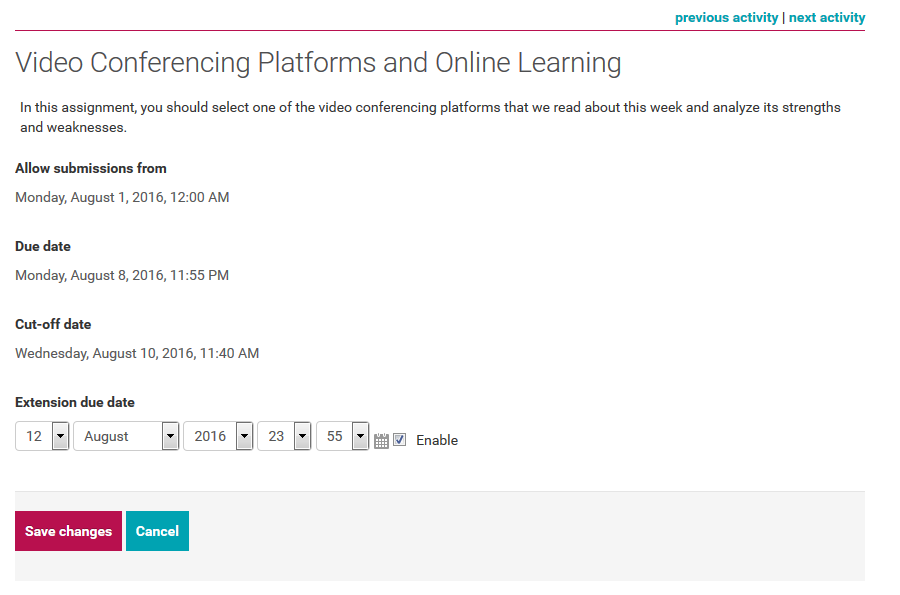 previous activity | next activity
Video Conferencing Platforms and Online Learning
In this assignment, you should select one of the video conferencing platforms that we read about this week and analyze its strengths
and weaknesses.
Allow submissions from
Monday, August 1, 2016, 12:00 AM
Due date
Monday, August 8, 2016, 11:55 PM
Cut-off date
Wednesday, August 10, 2016, 11:40 AM
Extension due date
12 August 2016 23 55 Enable
Save changes Cancel